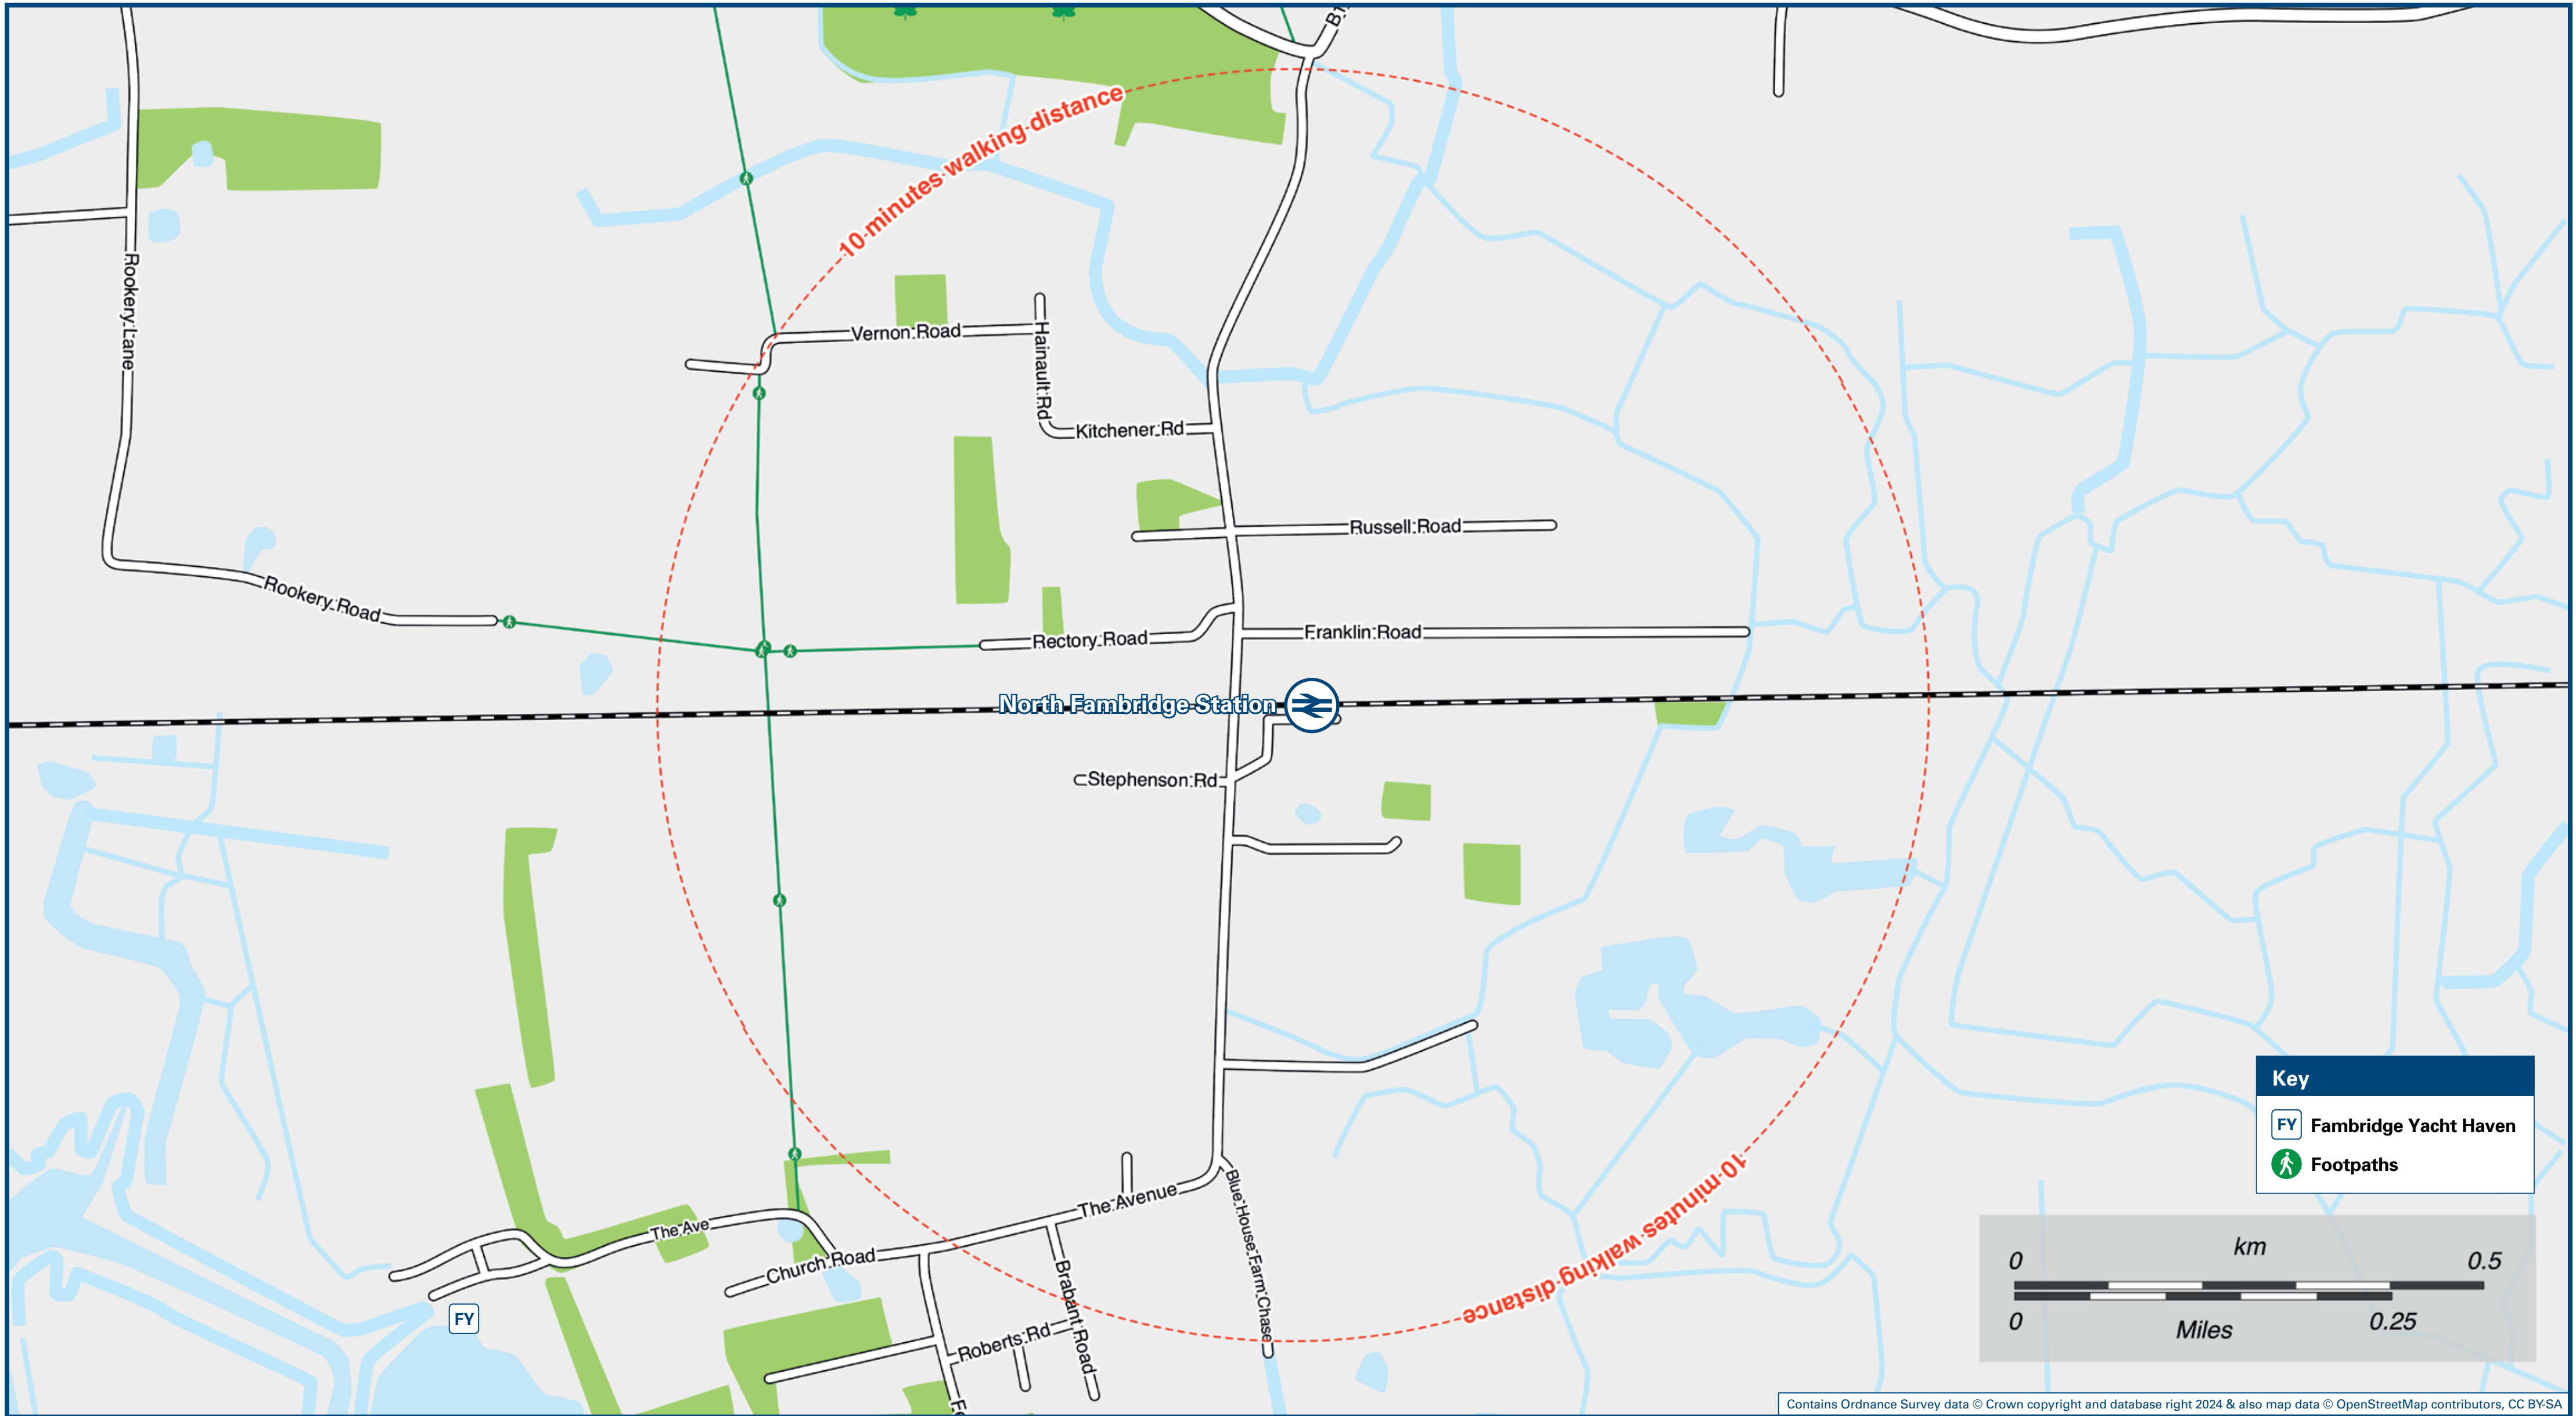 B1
10 minutes walking distance
Rookery Lane
Vernon Road
Hainault Rd
Kitchener Rd
Russell Road
Rookery Road
Rectory Road
Franklin Road
North Fambridge Station
Stephenson Rd
The Avenue
The Ave
Church Road
Blue House Farm Chase
Brabant Road
Roberts Rd
10 minutes walking distance
FY
Key
FY Fambridge Yacht Haven
Footpaths
km
0 0.5
0 0.25
Miles
Contains Ordnance Survey data © Crown copyright and database right 2024 & also map data © OpenStreetMap contributors, CC BY-SA